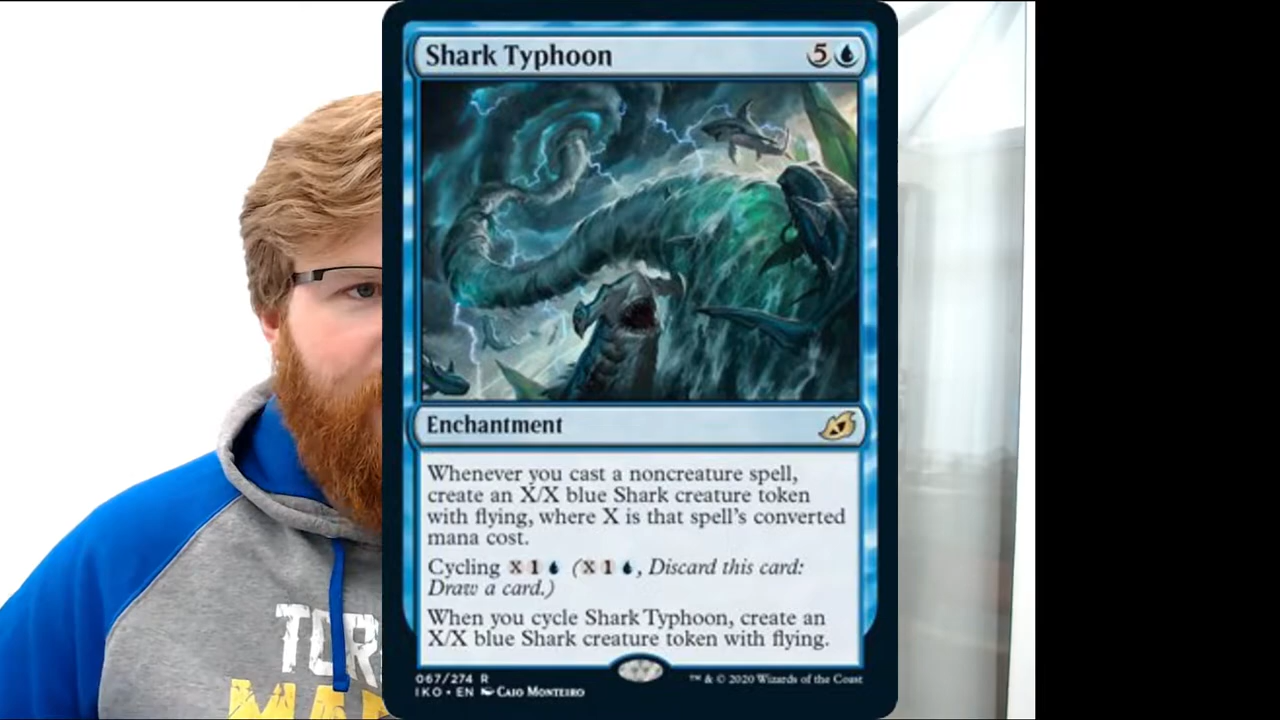 Shark Typhoon 5
Enchantment
Whenever you cast a noncreature spell,
create an X/X blue Shark creature token
with flying, where X is that spell's converted
mana cost.
Cycling X 1 (X 1 , Discard this card:
Draw a card.)
When you cycle Shark Typhoon, create an
X/X blue Shark creature token with flying.
067/274 R
IKO • EN Caio Monteiro
™ & © 2020 Wizards of the Coast